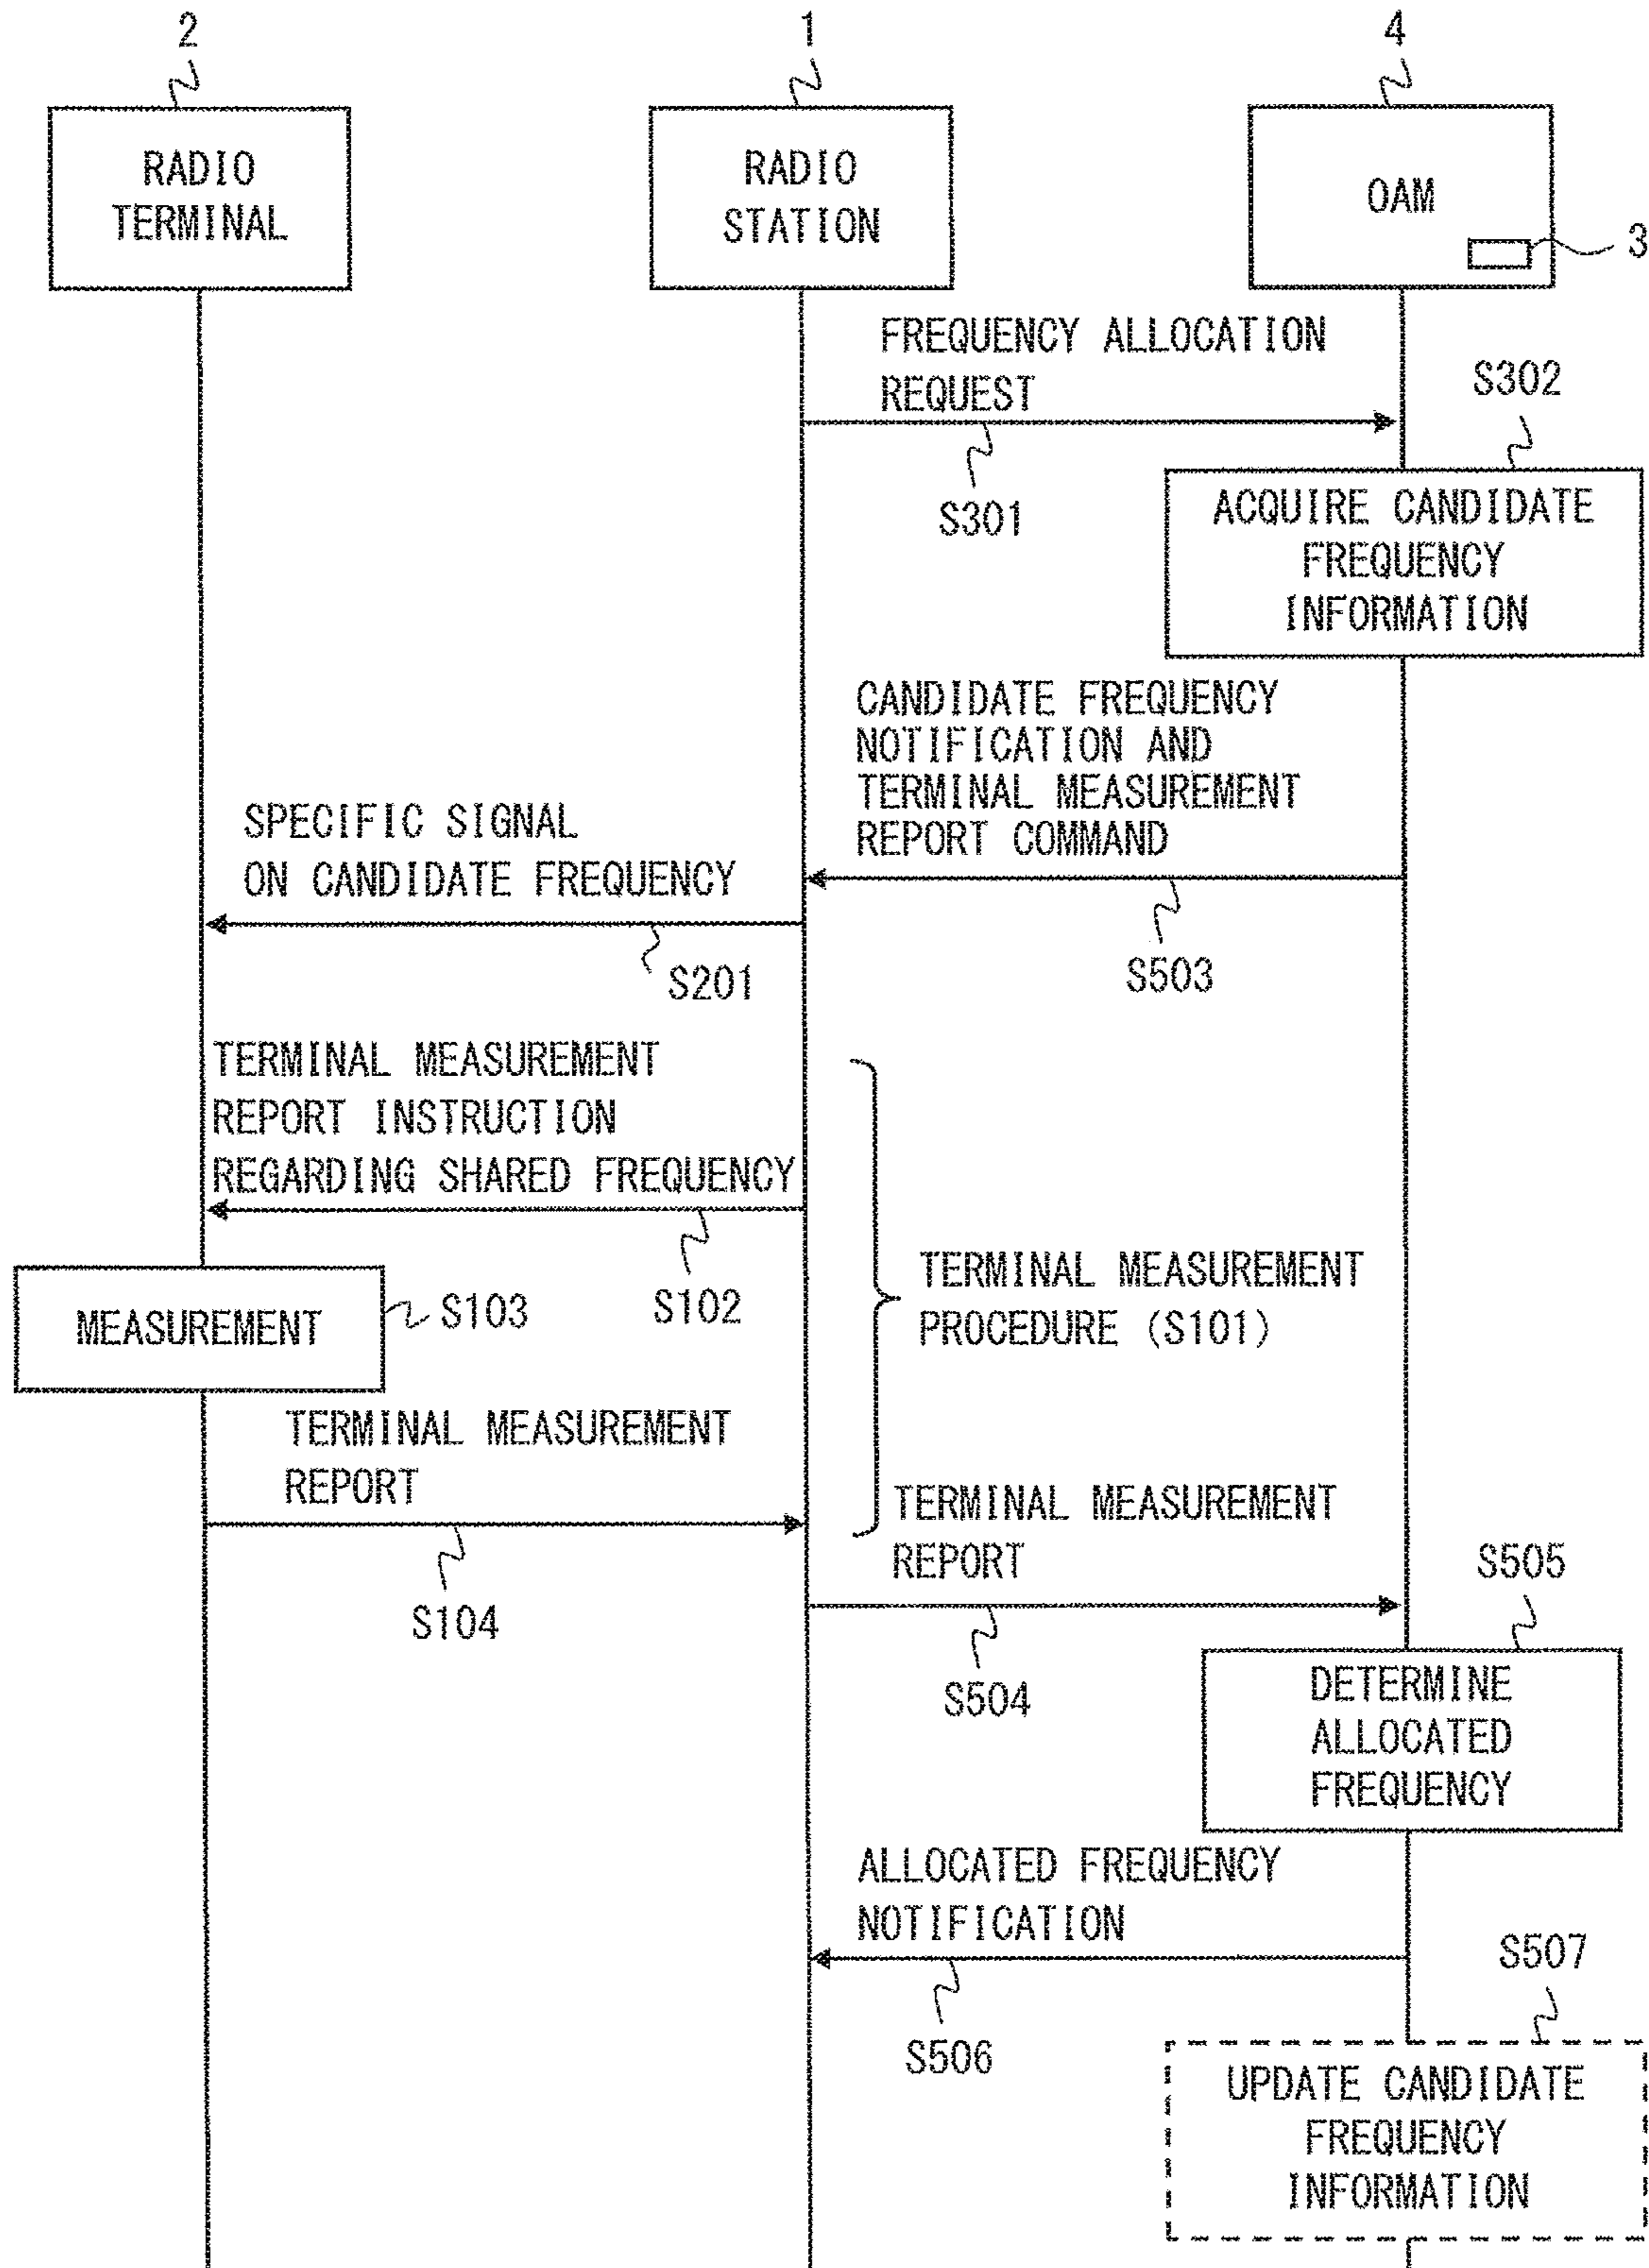 2
1
4
RADIO
TERMINAL
RADIO
STATION
OAM
3
FREQUENCY ALLOCATION
REQUEST
S301
S302
ACQUIRE CANDIDATE
FREQUENCY
INFORMATION
CANDIDATE FREQUENCY
NOTIFICATION AND
TERMINAL MEASUREMENT
REPORT COMMAND
S503
SPECIFIC SIGNAL
ON CANDIDATE FREQUENCY
S201
TERMINAL MEASUREMENT
REPORT INSTRUCTION
REGARDING SHARED FREQUENCY
S102
MEASUREMENT
S103
TERMINAL MEASUREMENT
PROCEDURE (S101)
TERMINAL MEASUREMENT
REPORT
S104
TERMINAL MEASUREMENT
REPORT
S504
S505
DETERMINE
ALLOCATED
FREQUENCY
ALLOCATED FREQUENCY
NOTIFICATION
S506
S507
UPDATE CANDIDATE
FREQUENCY
INFORMATION